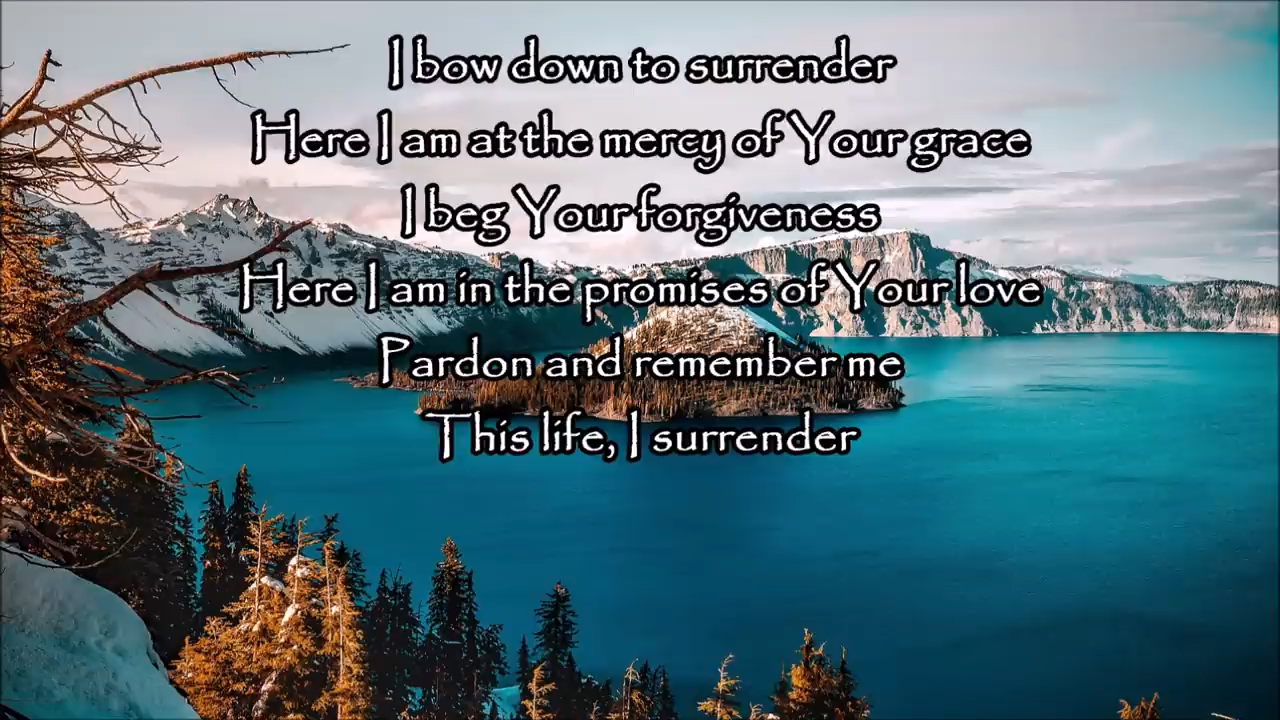 I bow down to surrender
Here I am at the mercy of Your grace
I beg Your forgiveness
Here I am in the promises of Your love
Pardon and remember me
This life, I surrender